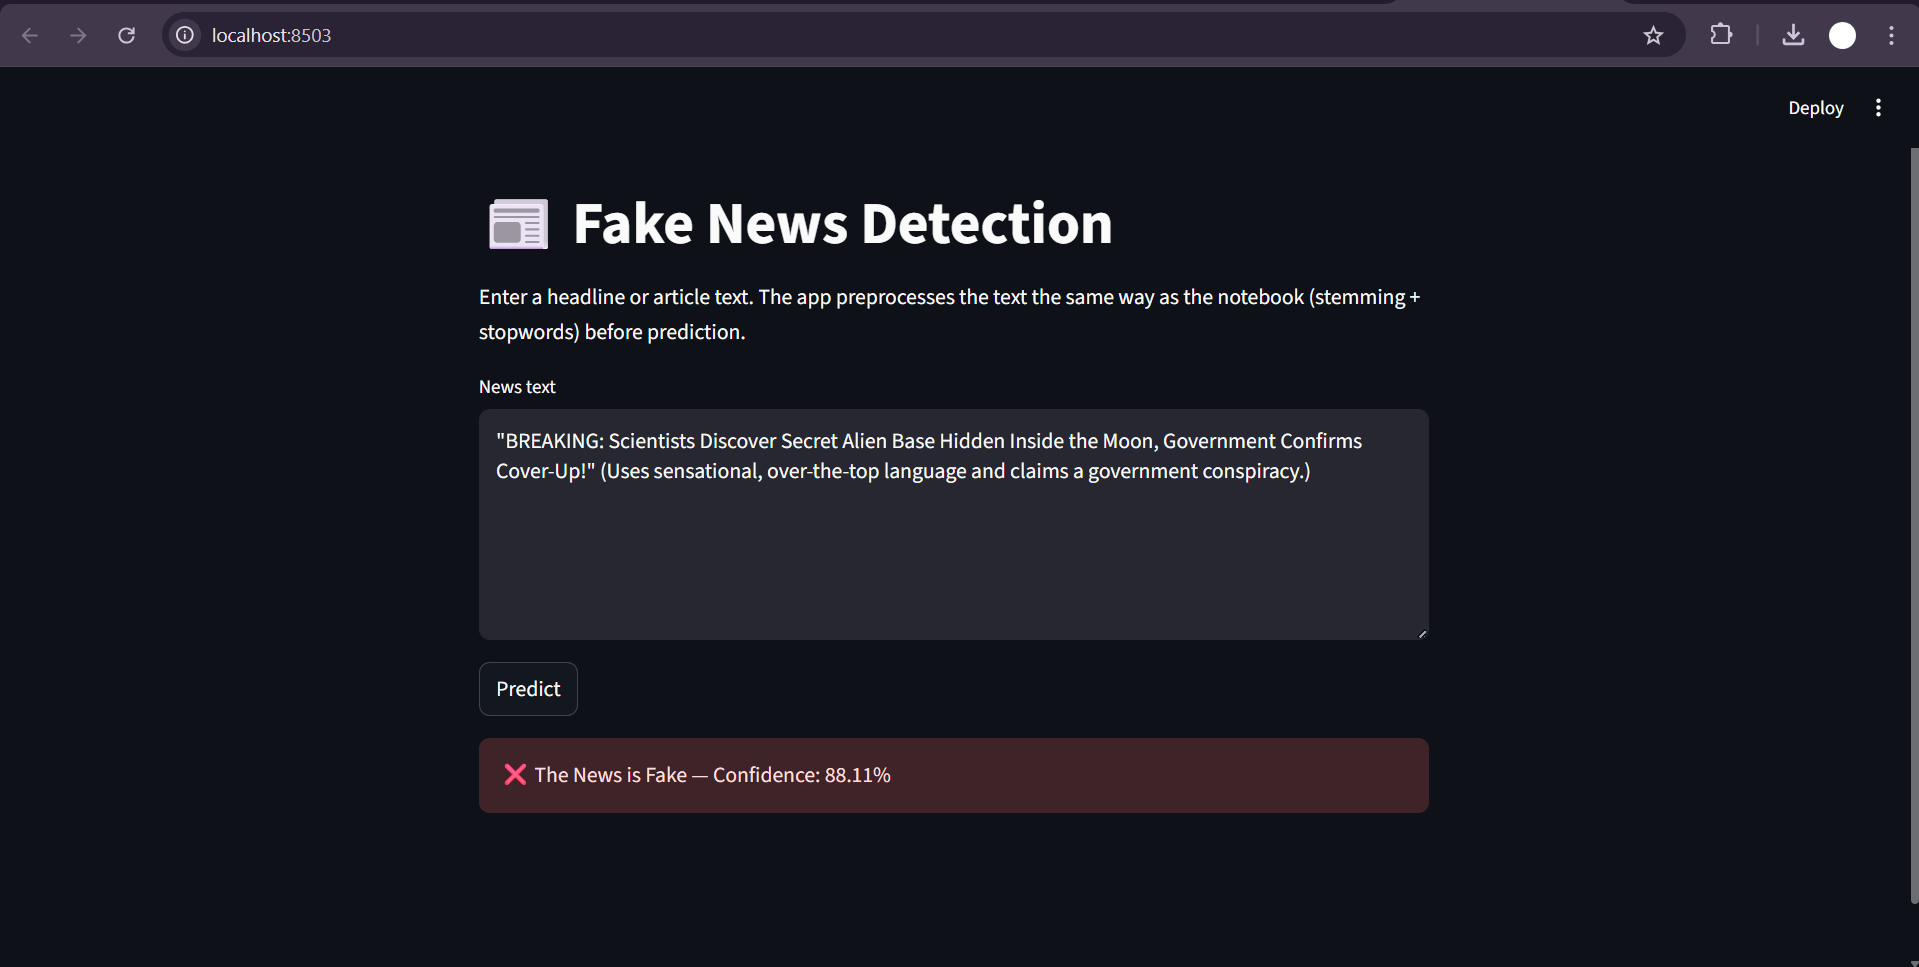 localhost:8503
Deploy
Fake News Detection
Enter a headline or article text. The app preprocesses the text the same way as the notebook (stemming +
stopwords) before prediction.
News text
"BREAKING: Scientists Discover Secret Alien Base Hidden Inside the Moon, Government Confirms
Cover-Up!" (Uses sensational, over-the-top language and claims a government conspiracy.)
Predict
❌ The News is Fake — Confidence: 88.11%